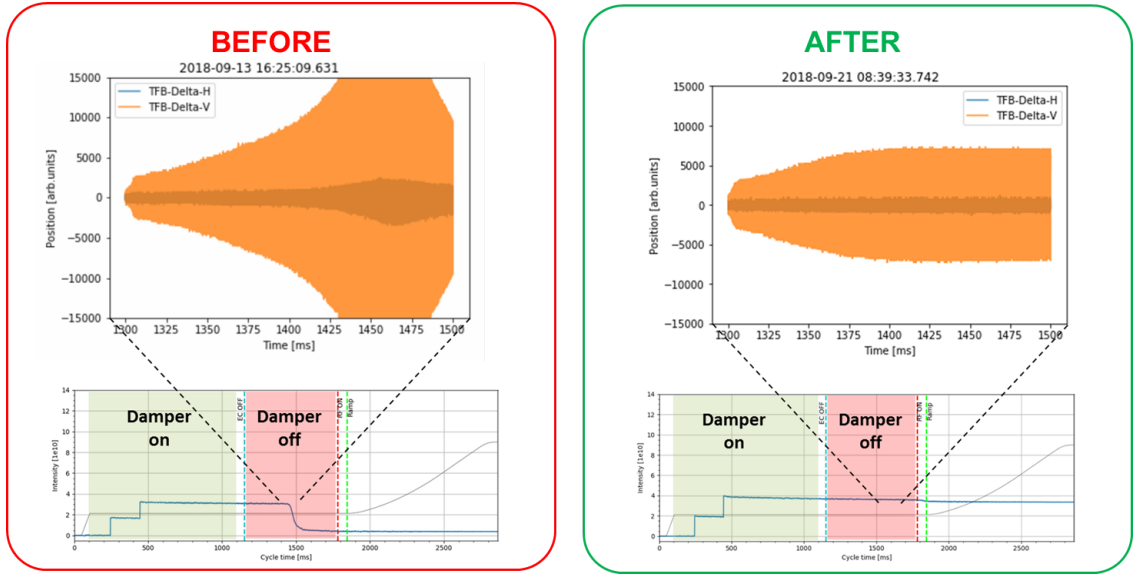 BEFORE
2018-09-13 16:25:09.631
TFB-Delta-H
TFB-Delta-V
15000
10000
5000
0
−5000
−10000
−15000
Position [arb.units]
1300 1325 1350 1375 1400 1425 1450 1475 1500
Time [ms]
14
12
10
8
6
4
2
0
Intensity [1e10]
Damper
on
EC OFF
Damper
off
RF ON
Ramp
0 500 1000 1500 2000 2500
Cycle time [ms]
AFTER
2018-09-21 08:39:33.742
TFB-Delta-H
TFB-Delta-V
15000
10000
5000
0
−5000
−10000
−15000
Position [arb.units]
1300 1325 1350 1375 1400 1425 1450 1475 1500
Time [ms]
14
12
10
8
6
4
2
0
Intensity [1e10]
Damper
on
EC OFF
Damper
off
RF ON
Ramp
0 500 1000 1500 2000 2500
Cycle time [ms]